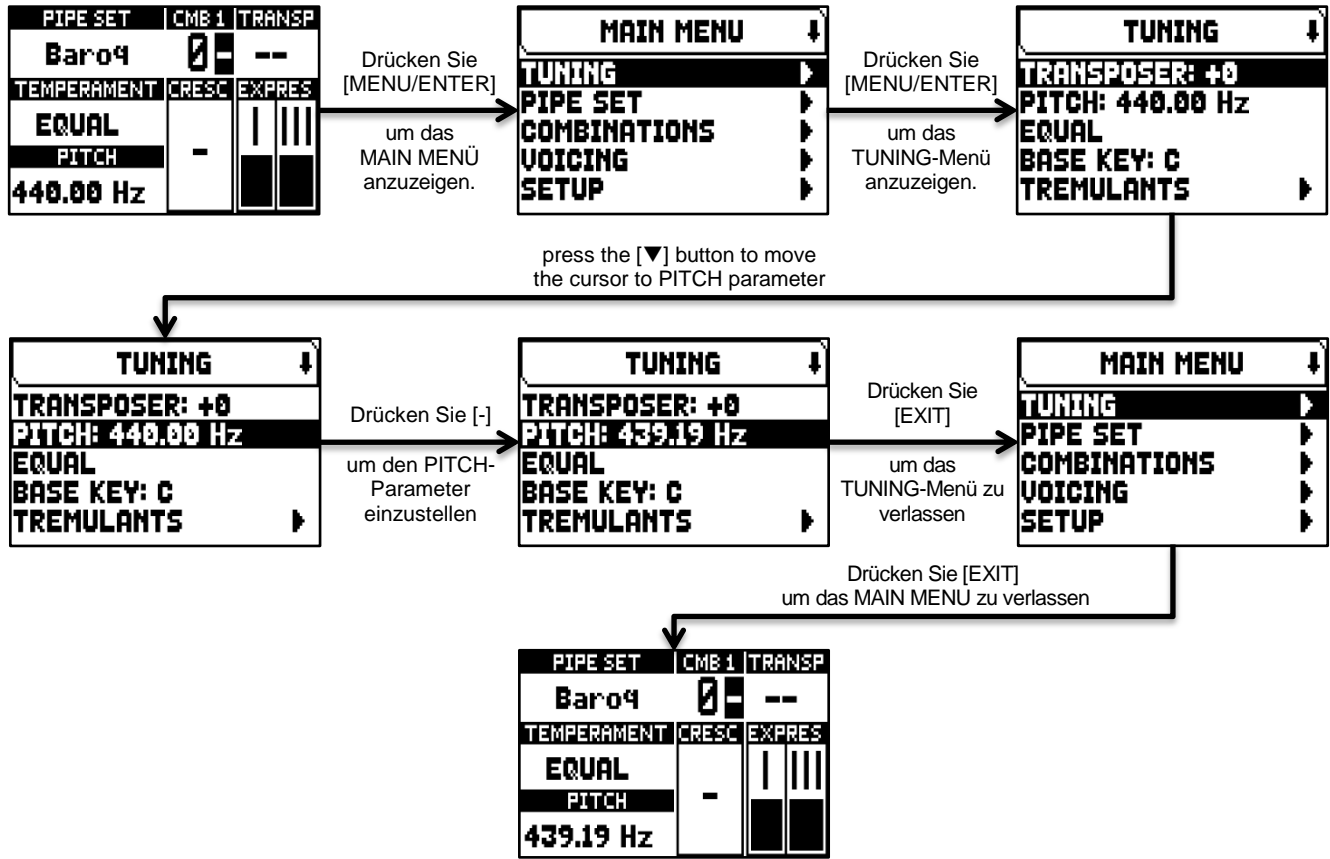 PIPE SET CMB 1 TRANSP
Baroq 0- --
TEMPERAMENT CRESC EXPRES
EQUAL - I III
PITCH
440.00 Hz
Drücken Sie
[MENU/ENTER]
um das
MAIN MENÜ
anzuzeigen.
MAIN MENU
TUNING
PIPE SET
COMBINATIONS
VOICING
SETUP
Drücken Sie
[MENU/ENTER]
um das
TUNING-Menü
anzuzeigen.
TUNING
TRANSPOSER: +0
PITCH: 440.00 Hz
EQUAL
BASE KEY: C
TREMULANTS
press the [▼] button to move
the cursor to PITCH parameter
TUNING
TRANSPOSER: +0
PITCH: 440.00 Hz
EQUAL
BASE KEY: C
TREMULANTS
Drücken Sie [-]
um den PITCH-
Parameter
einzustellen
TUNING
TRANSPOSER: +0
PITCH: 439.19 Hz
EQUAL
BASE KEY: C
TREMULANTS
Drücken Sie
[EXIT]
um das
TUNING-Menü zu
verlassen
MAIN MENU
TUNING
PIPE SET
COMBINATIONS
VOICING
SETUP
Drücken Sie [EXIT]
um das MAIN MENU zu verlassen
PIPE SET CMB 1 TRANSP
Baroq 0- --
TEMPERAMENT CRESC EXPRES
EQUAL - I III
PITCH
439.19 Hz